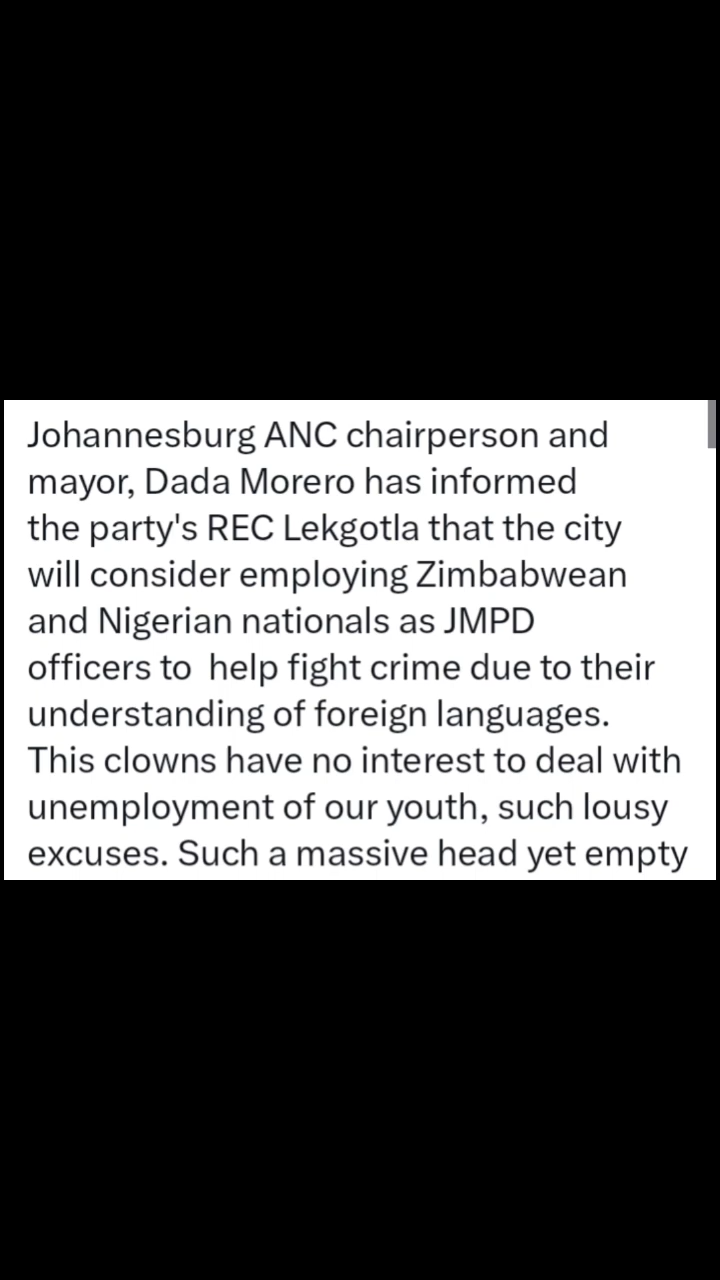 Johannesburg ANC chairperson and
mayor, Dada Morero has informed
the party's REC Lekgotla that the city
will consider employing Zimbabwean
and Nigerian nationals as JMPD
officers to  help fight crime due to their
understanding of foreign languages.
This clowns have no interest to deal with
unemployment of our youth, such lousy
excuses. Such a massive head yet empty